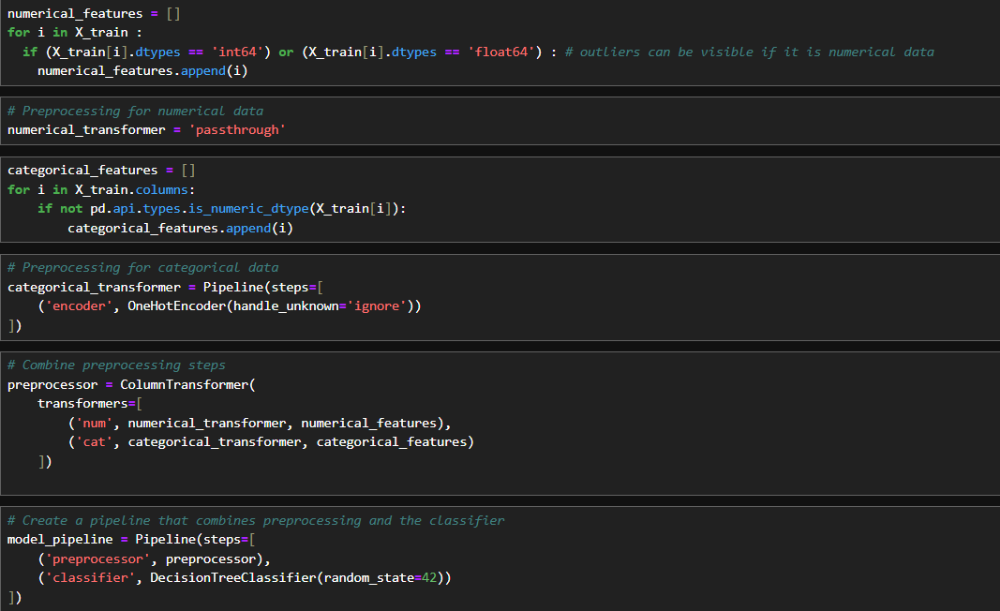 numerical_features = []
for i in X_train :
  if (X_train[i].dtypes == 'int64') or (X_train[i].dtypes == 'float64') : # outliers can be visible if it is numerical data
    numerical_features.append(i)
# Preprocessing for numerical data
numerical_transformer = 'passthrough'
categorical_features = []
for i in X_train.columns:
    if not pd.api.types.is_numeric_dtype(X_train[i]):
        categorical_features.append(i)
# Preprocessing for categorical data
categorical_transformer = Pipeline(steps=[
    ('encoder', OneHotEncoder(handle_unknown='ignore'))
])
# Combine preprocessing steps
preprocessor = ColumnTransformer(
    transformers=[
        ('num', numerical_transformer, numerical_features),
        ('cat', categorical_transformer, categorical_features)
    ])
# Create a pipeline that combines preprocessing and the classifier
model_pipeline = Pipeline(steps=[
    ('preprocessor', preprocessor),
    ('classifier', DecisionTreeClassifier(random_state=42))
])